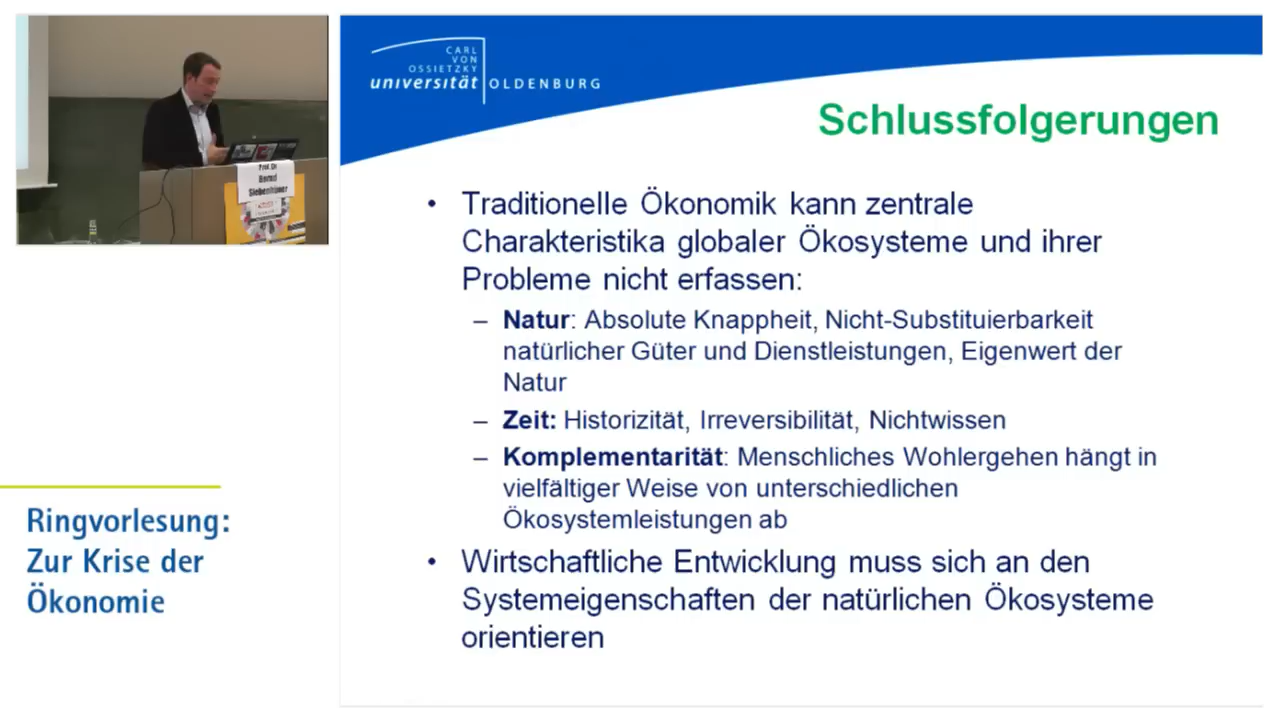 Prof. Dr.
Bernd
Siebenhüner
Ringvorlesung:
Zur Krise der
Ökonomie
CARL
VON
OSSIETZKY
universität OLDENBURG
Schlussfolgerungen
• Traditionelle Ökonomik kann zentrale
Charakteristika globaler Ökosysteme und ihrer
Probleme nicht erfassen:
– Natur: Absolute Knappheit, Nicht-Substituierbarkeit
natürlicher Güter und Dienstleistungen, Eigenwert der
Natur
– Zeit: Historizität, Irreversibilität, Nichtwissen
– Komplementarität: Menschliches Wohlergehen hängt in
vielfältiger Weise von unterschiedlichen
Ökosystemleistungen ab
• Wirtschaftliche Entwicklung muss sich an den
Systemeigenschaften der natürlichen Ökosysteme
orientieren